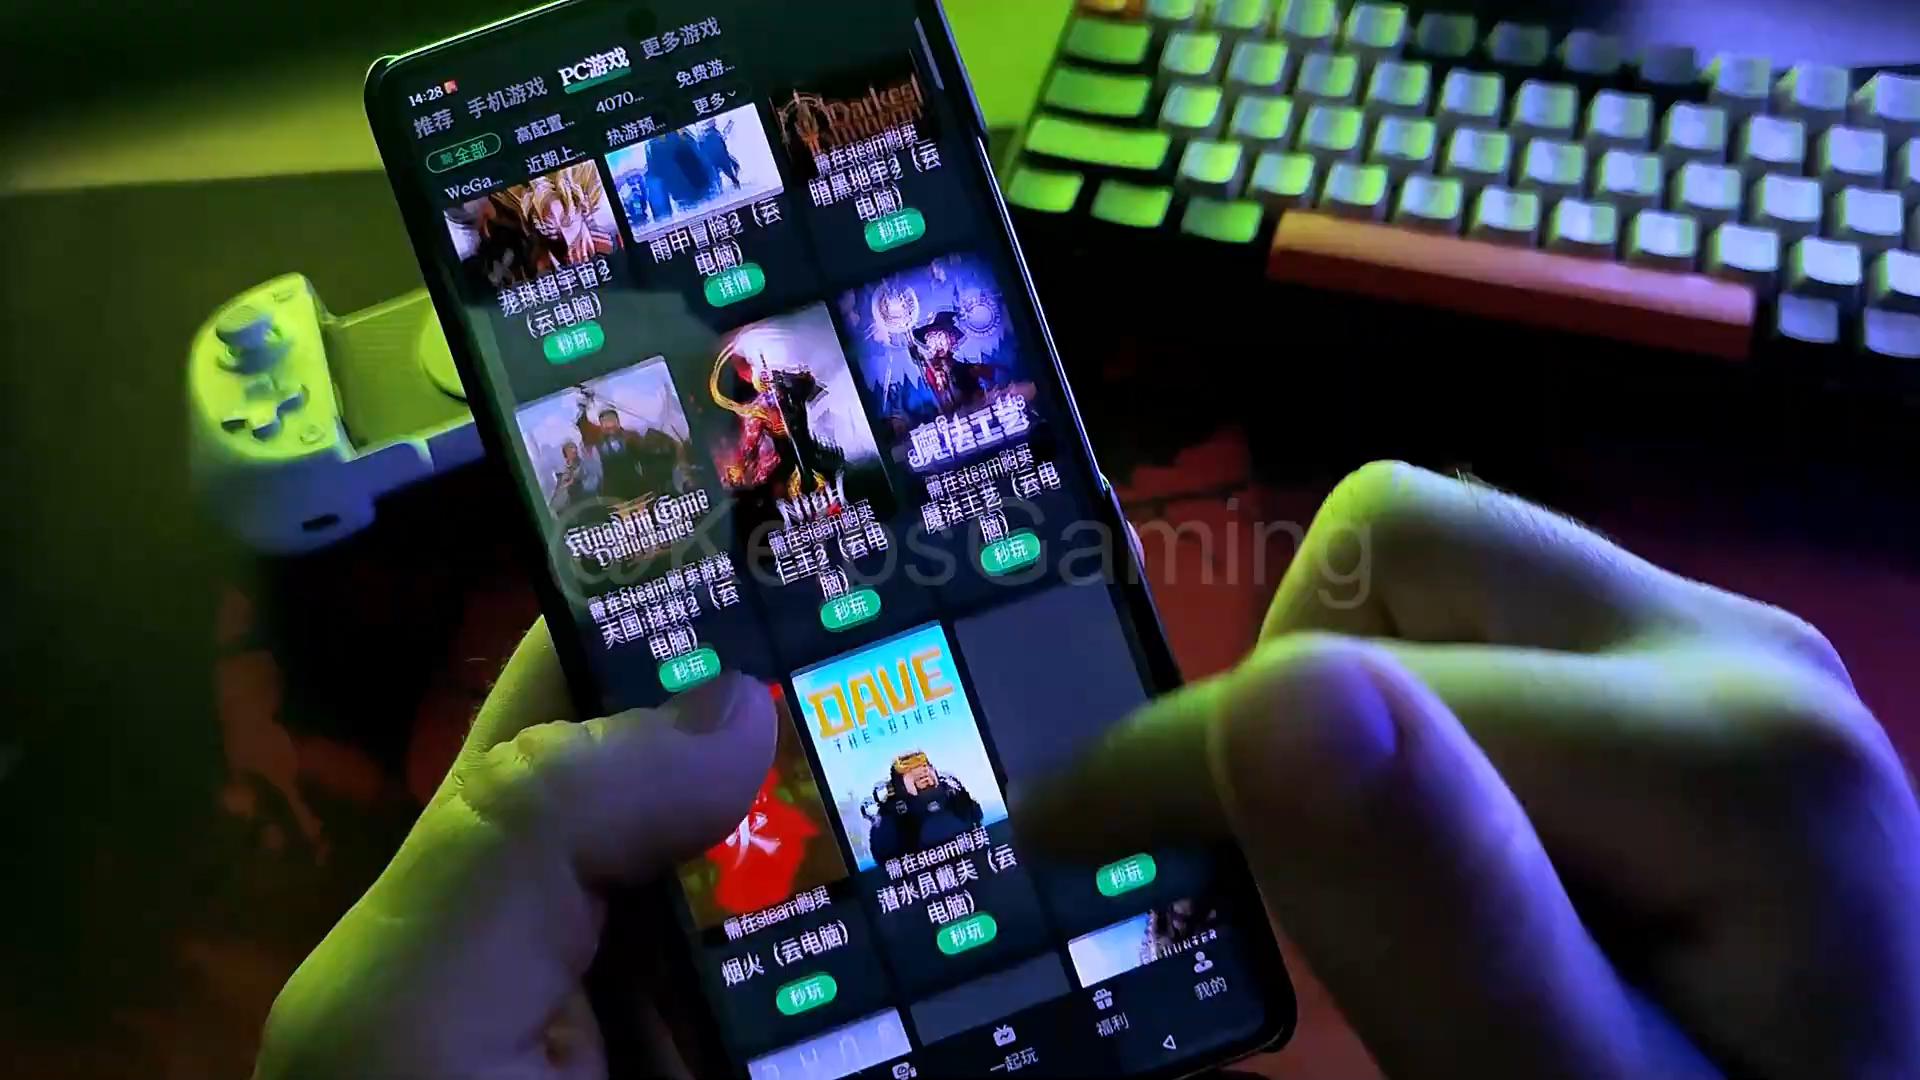 14:28
推荐 手机游戏 PC游戏 更多游戏
全部 高配置... 4070... 免费游...
WeGa... 近期上... 热游预... 更多
龙珠超宇宙2
（云电脑）
秒玩
雨中冒险2（云
电脑）
详情
Darkest
需在steam购买
暗黑地牢2（云
电脑）
秒玩
Kingdom Come
Deliverance
需在Steam购买游戏
天国:拯救2（云
电脑）
秒玩
需在steam购买
仁王2（云电
脑）
秒玩
魔法工艺
需在steam购买
魔法工艺（云电
脑）
秒玩
火
需在steam购买
烟火（云电脑）
秒玩
DAVE
THE DIVER
需在steam购买
潜水员戴夫（云
电脑）
秒玩
秒玩
一起玩
福利
我的